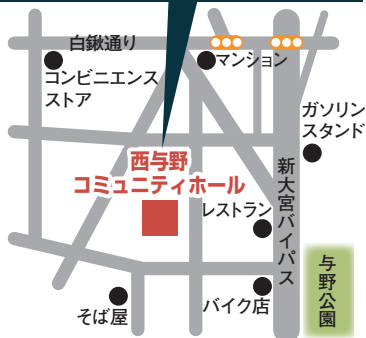 白鍬通り
マンション
コンビニエンス
ストア
ガソリン
スタンド
西与野
コミュニティホール
新大宮バイパス
レストラン
与野公園
バイク店
そば屋